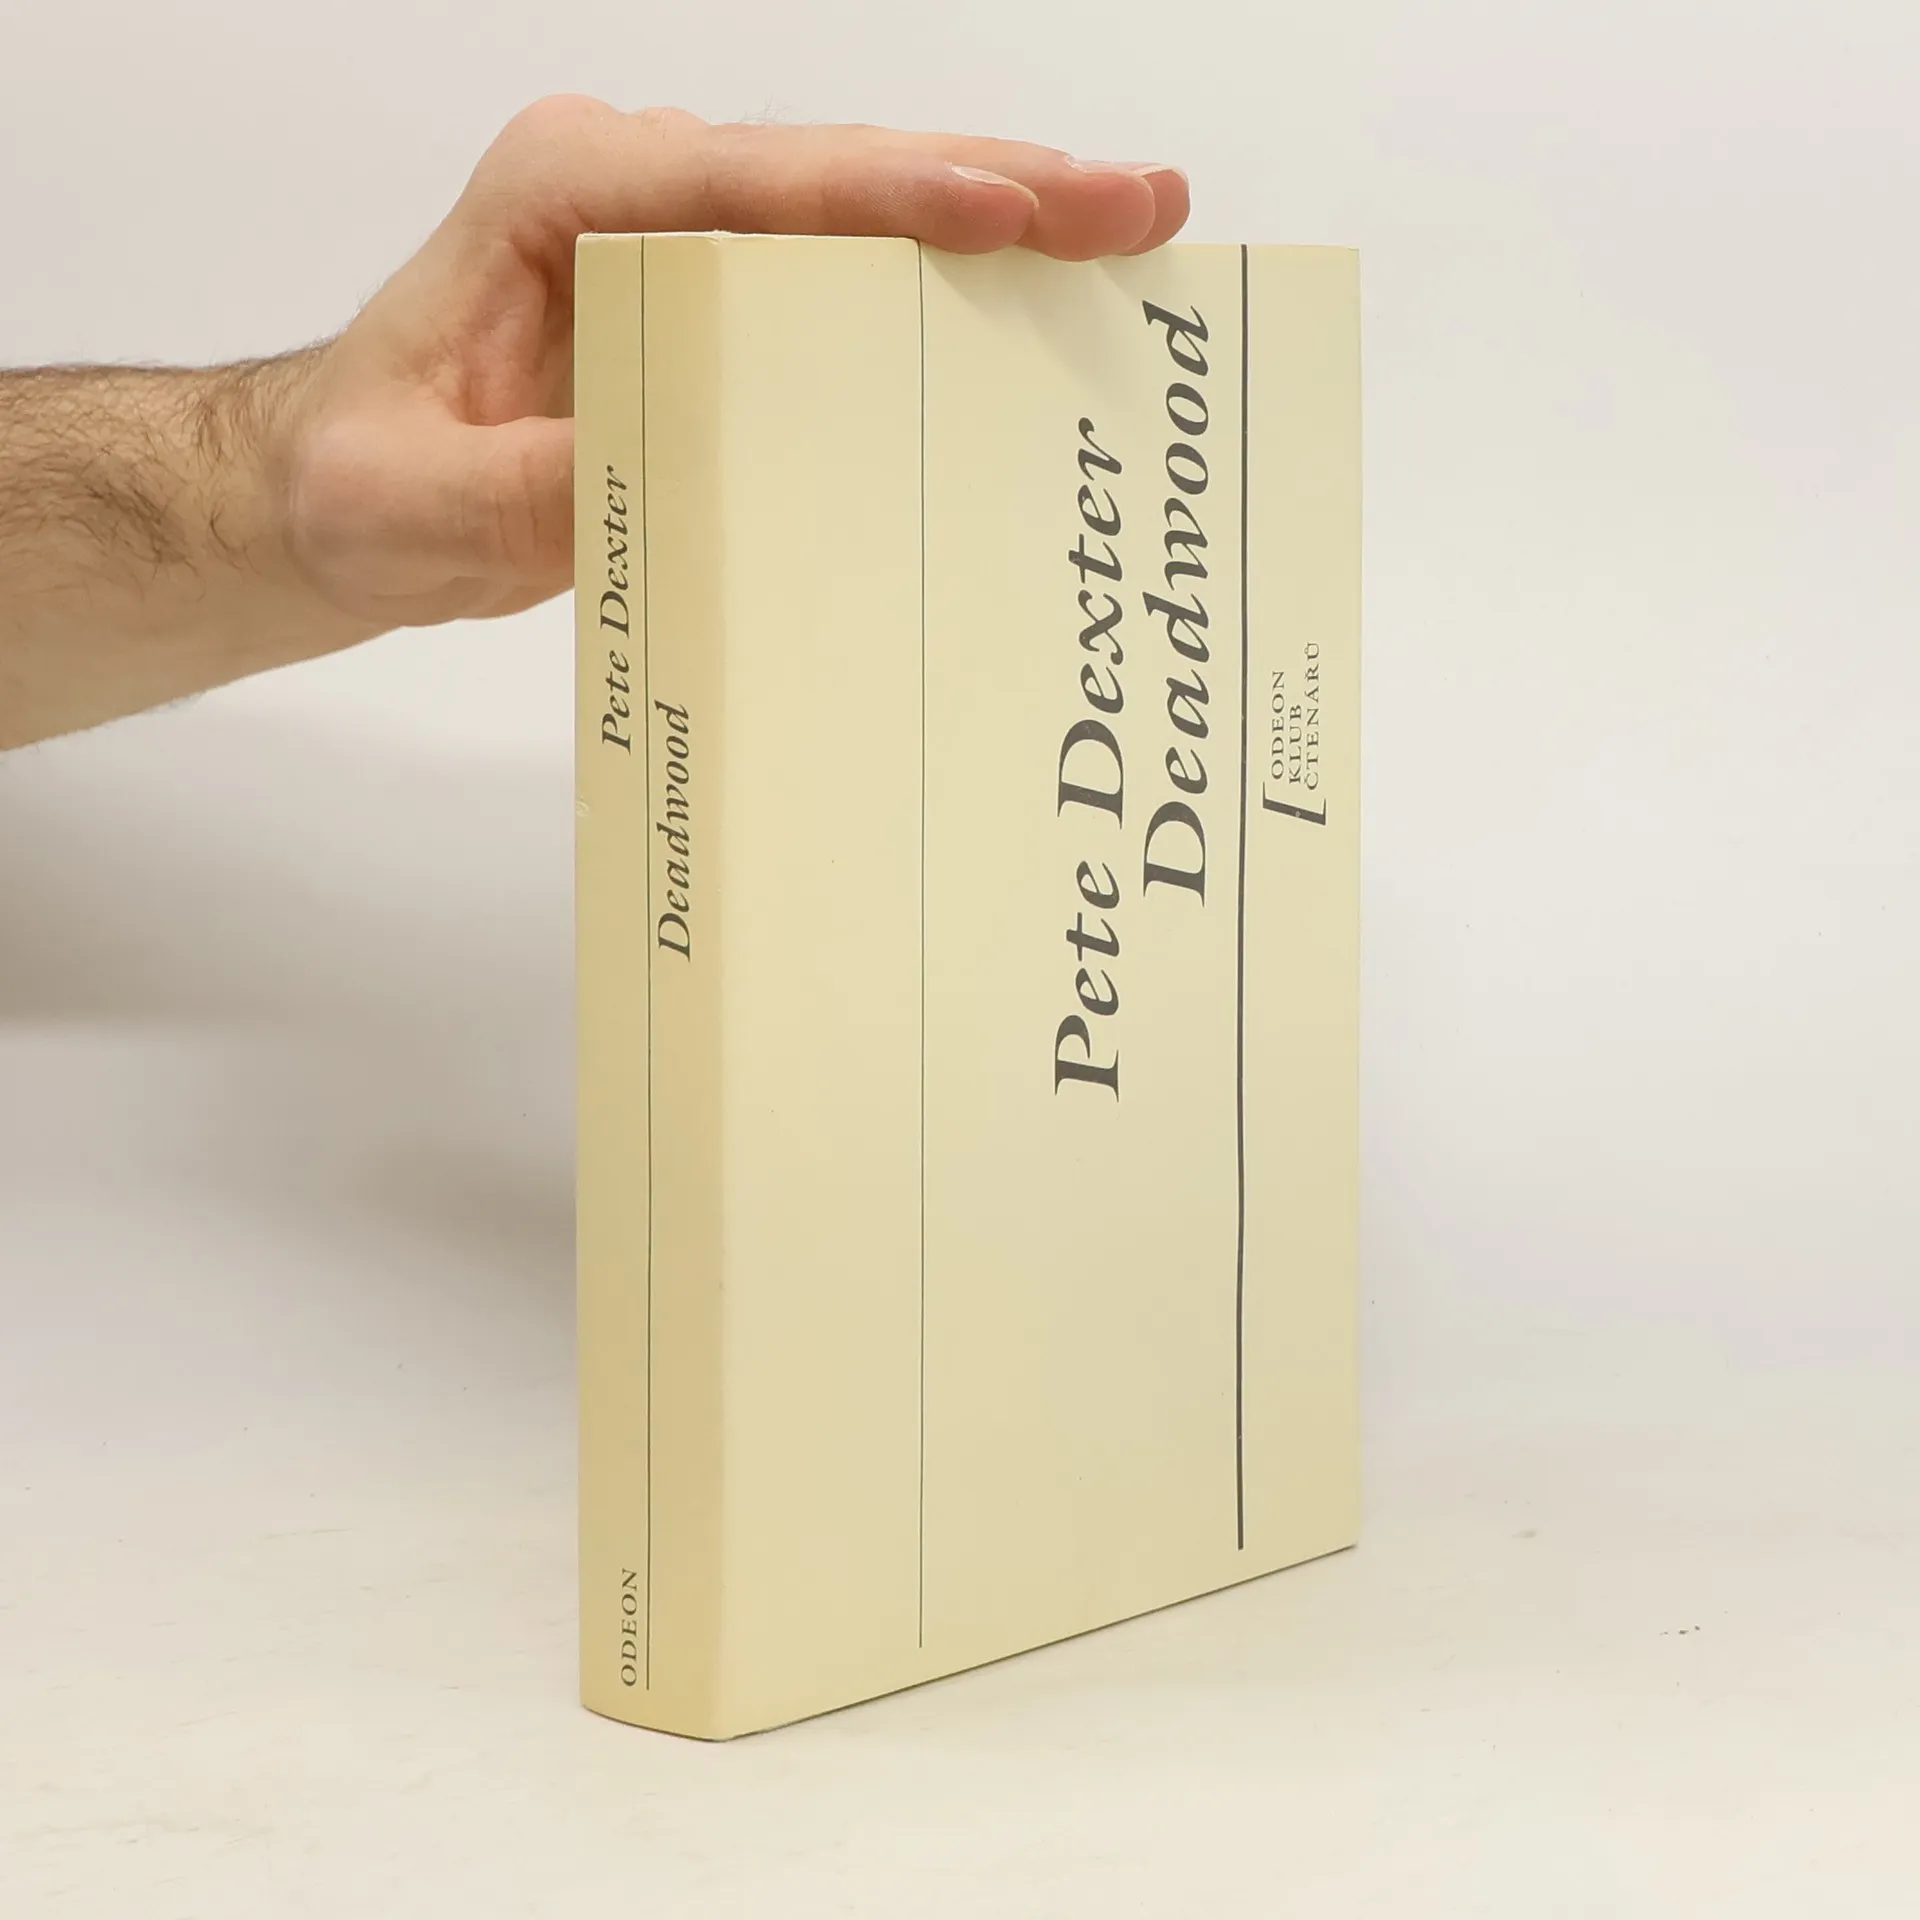 Pete Dexter
Deadwood
ODEON
Pete Dexter
Deadwood
ODEON
KLUB
ČTENÁŘŮ